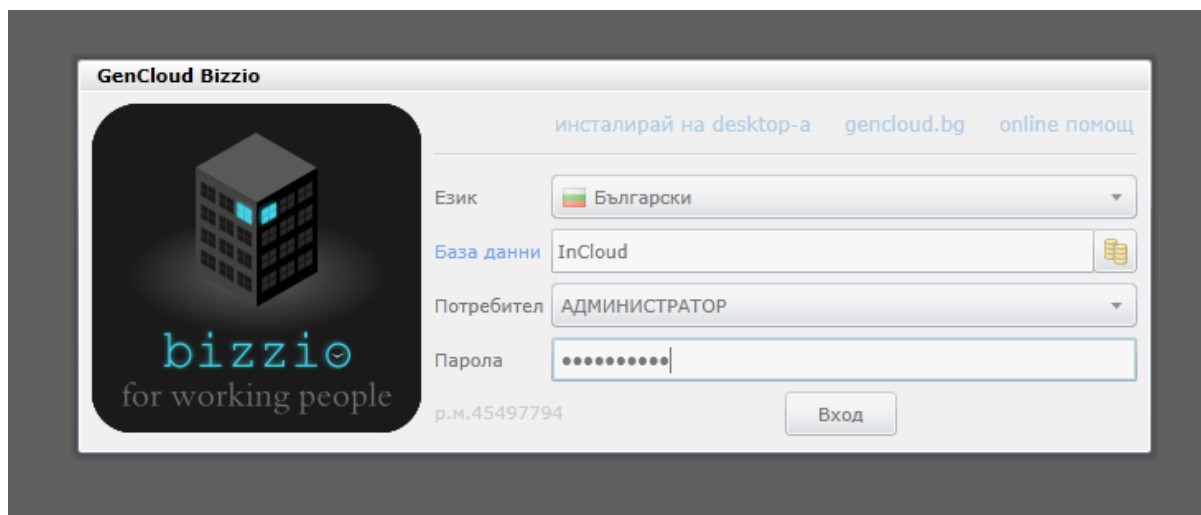 GenCloud Bizzio
инсталирай на desktop-а gencloud.bg online помощ
Език Български
База данни InCloud
Потребител АДМИНИСТРАТОР
Парола ••••••••••
р.м.45497794 Вход
bizzio
for working people